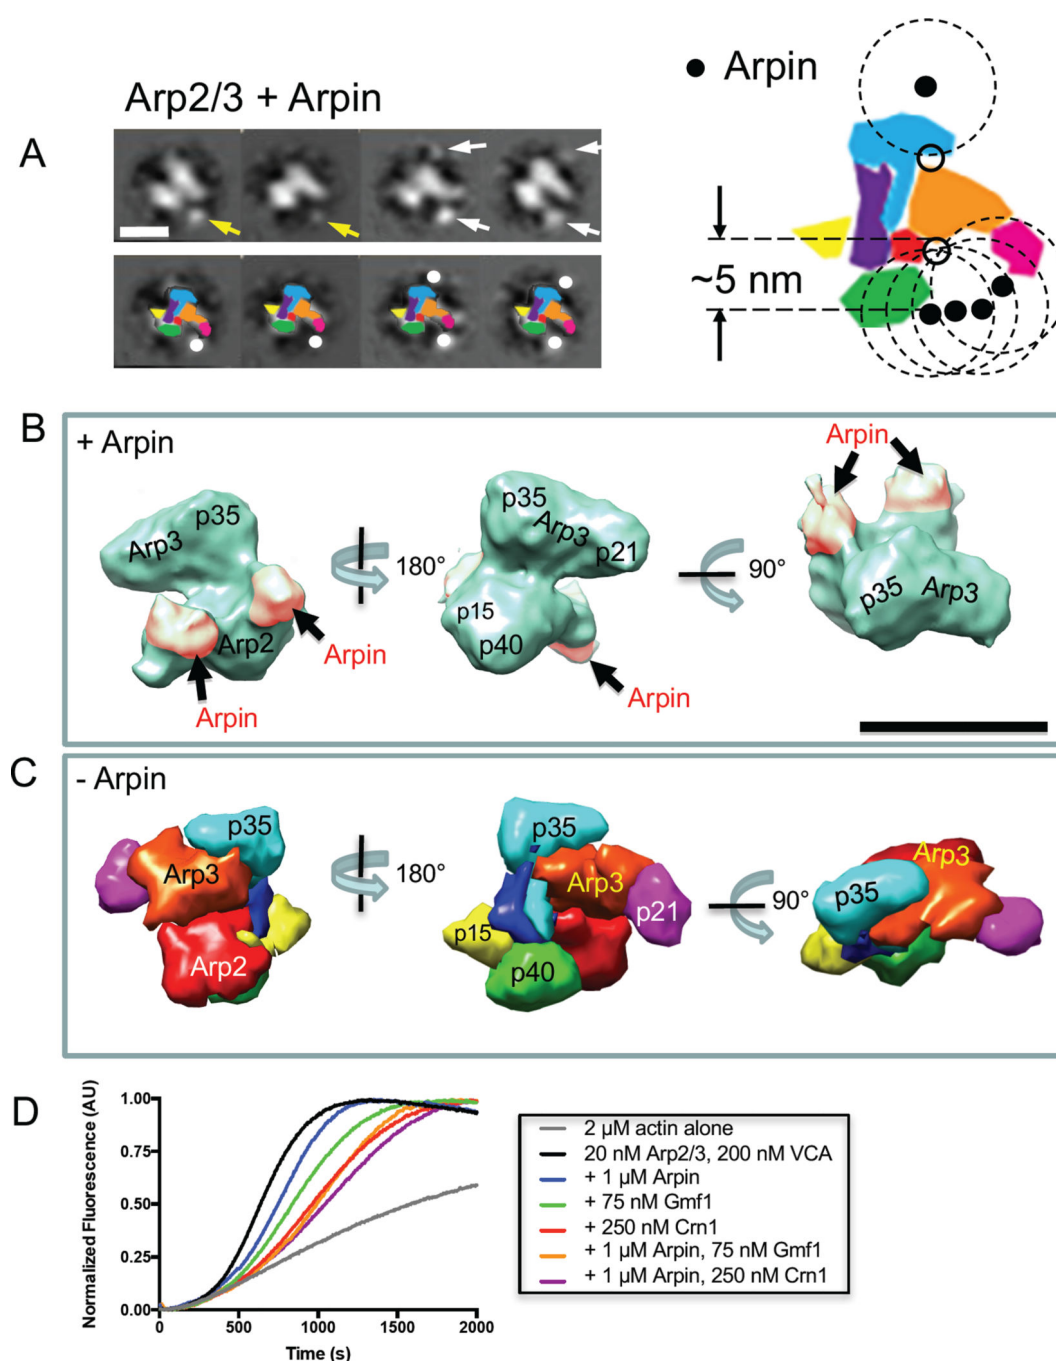 Arp2/3 + Arpin
Arpin
A
~5 nm
B
+ Arpin
p35
Arp3
Arp2
Arpin
Arpin
180°
p35
Arp3
p21
p15
p40
Arpin
90°
Arpin
p35
Arp3
C
- Arpin
p35
Arp3
Arp2
180°
p35
Arp3
p21
p15
p40
90°
Arp3
p35
D
Normalized Fluorescence (AU)
1.00
0.75
0.50
0.25
0.00
0
500
1000
1500
2000
Time (s)
2 µM actin alone
20 nM Arp2/3, 200 nM VCA
+ 1 µM Arpin
+ 75 nM Gmf1
+ 250 nM Crn1
+ 1 µM Arpin, 75 nM Gmf1
+ 1 µM Arpin, 250 nM Crn1